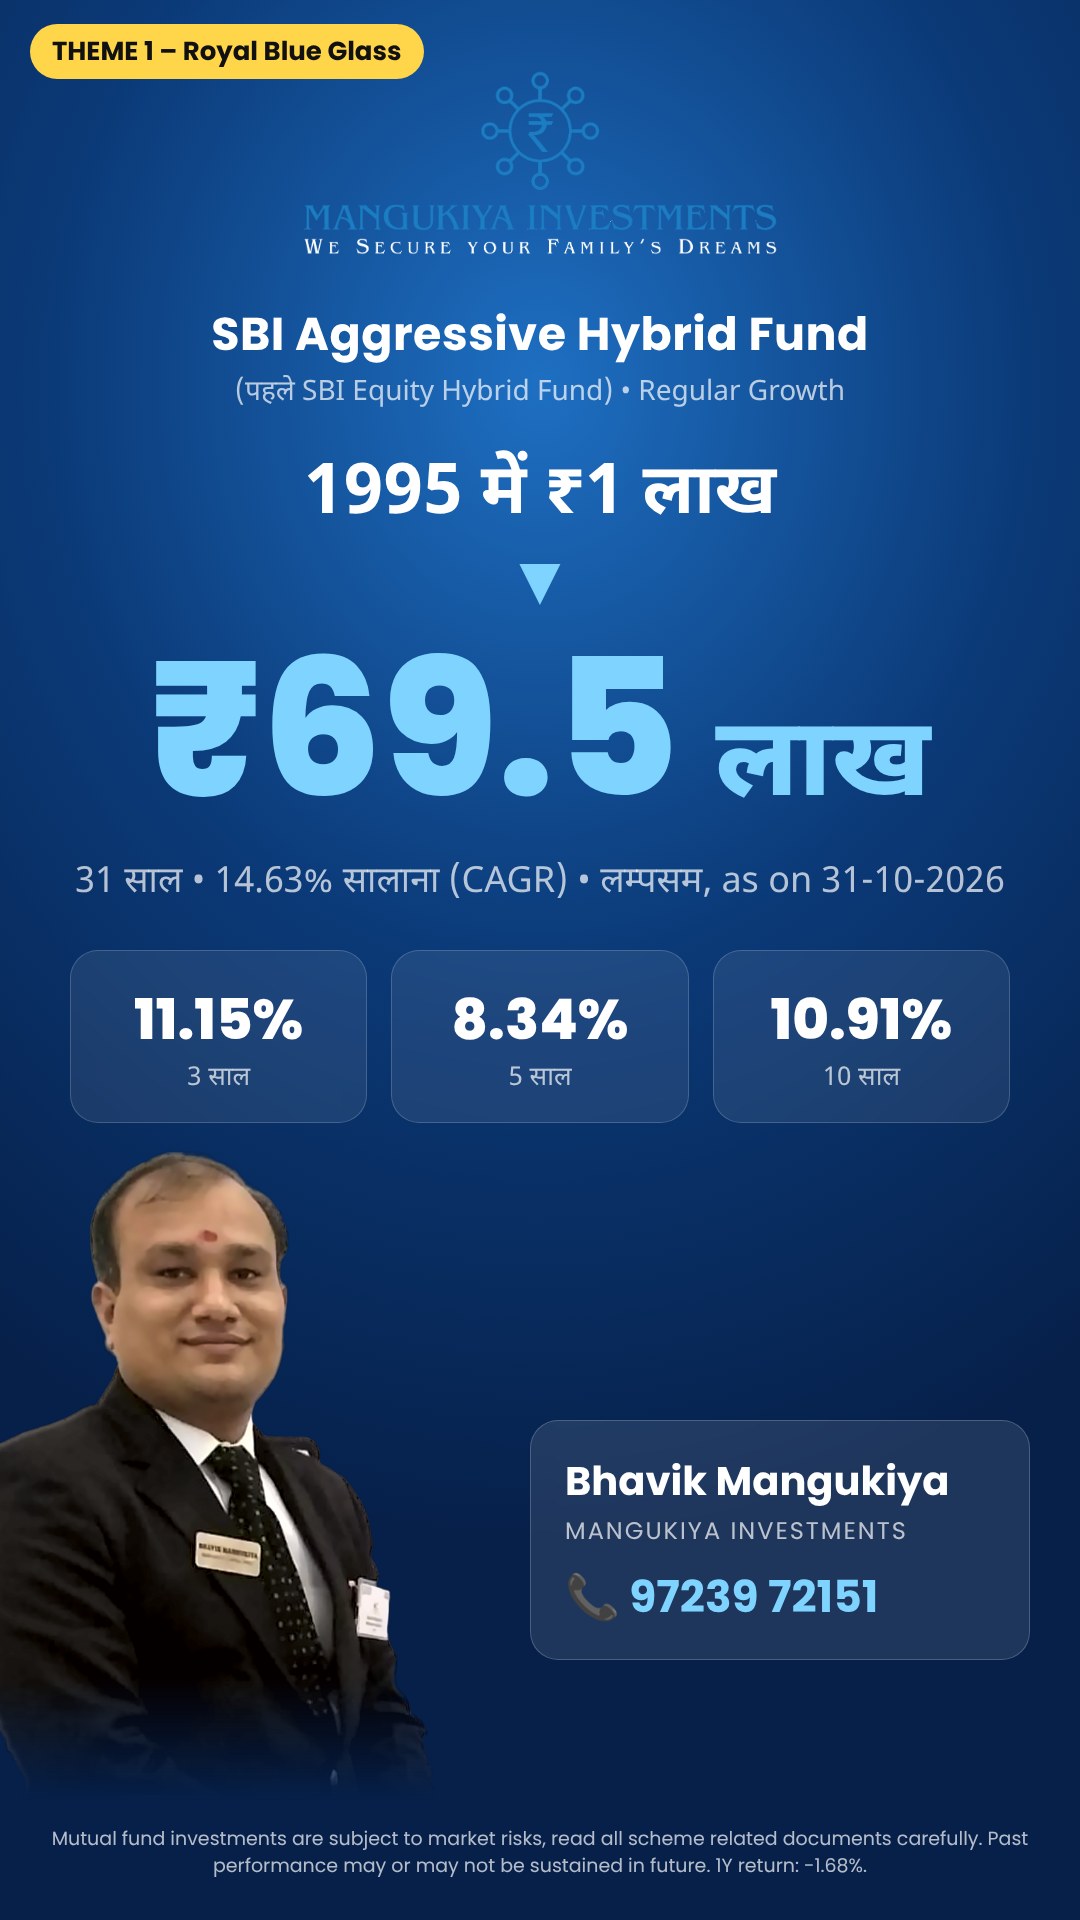 THEME 1 – Royal Blue Glass
₹
MANGUKIYA INVESTMENTS
WE SECURE YOUR FAMILY'S DREAMS
SBI Aggressive Hybrid Fund
(पहले SBI Equity Hybrid Fund) • Regular Growth
1995 में ₹1 लाख
▼
₹69.5 लाख
31 साल • 14.63% सालाना (CAGR) • लम्पसम, as on 31-10-2026
11.15%
3 साल
8.34%
5 साल
10.91%
10 साल
BHAVIK MANGUKIYA
Bhavik Mangukiya
MANGUKIYA INVESTMENTS
📞 97239 72151
Mutual fund investments are subject to market risks, read all scheme related documents carefully. Past
performance may or may not be sustained in future. 1Y return: -1.68%.